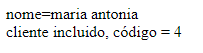 nome=maria antonia
cliente incluido, código = 4